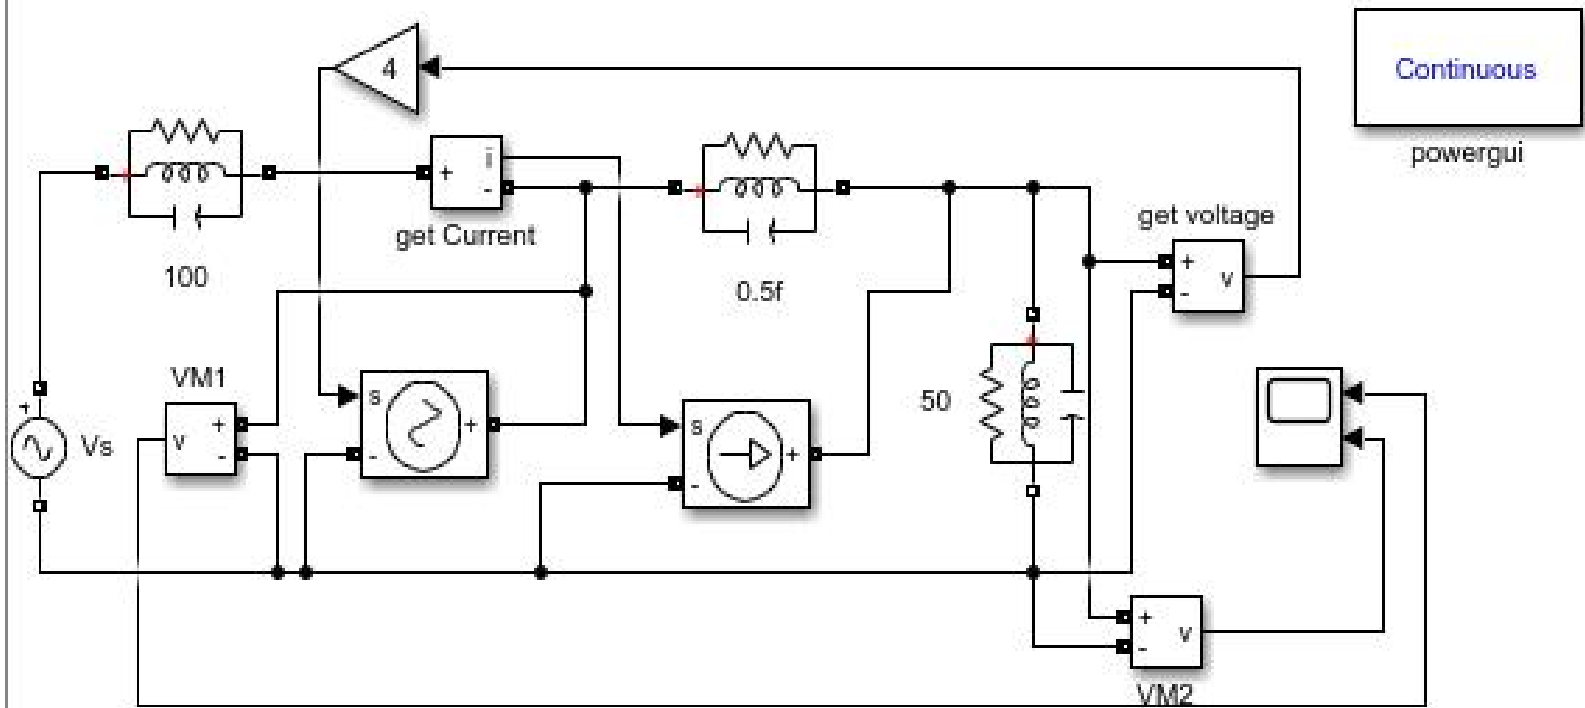 4
Continuous
powergui
+
i
-
get Current
100
0.5f
get voltage
+
v
-
VM1
+
v
-
+
Vs
s
+
-
s
+
-
50
+
v
-
VM2